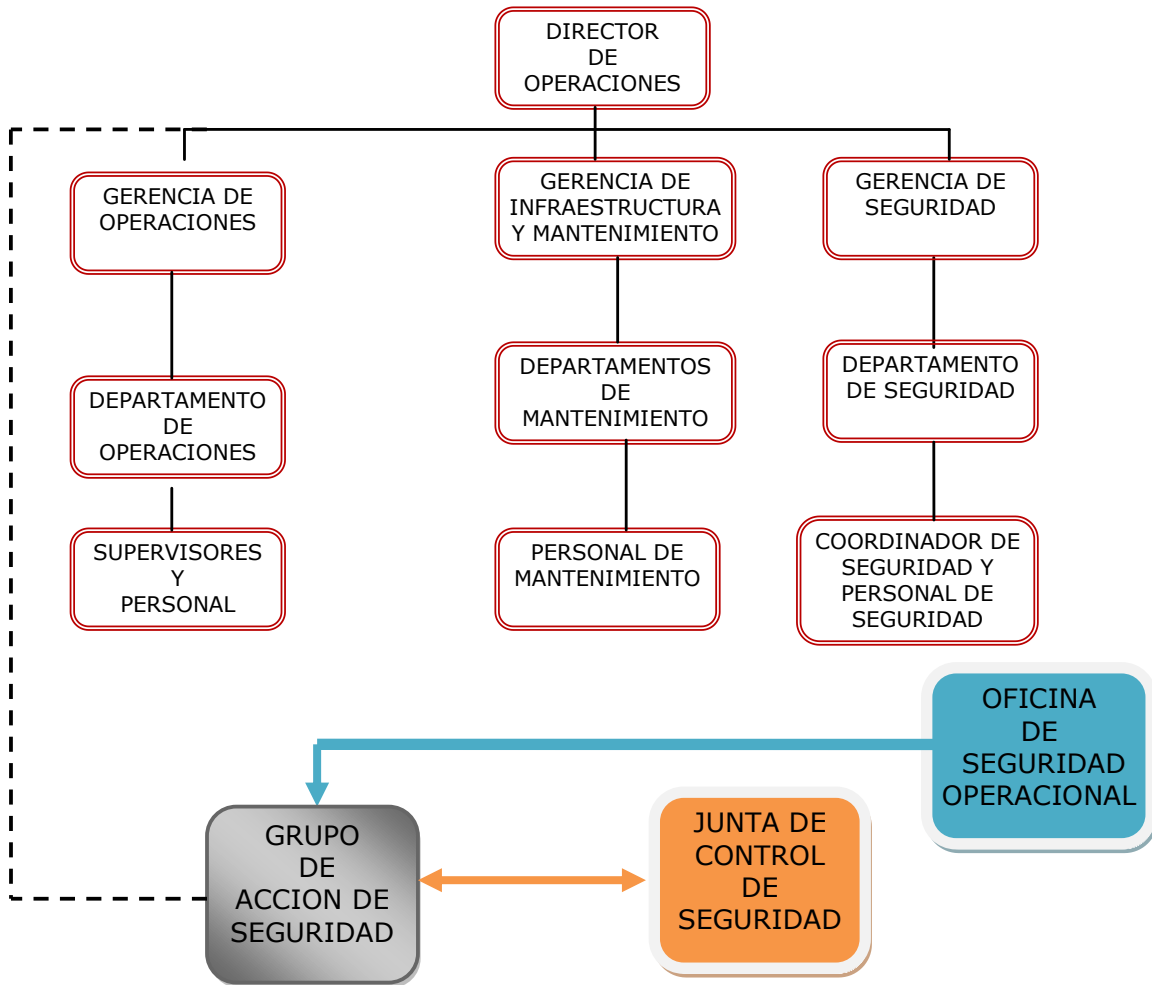 DIRECTOR
DE
OPERACIONES
GERENCIA DE
OPERACIONES
GERENCIA DE
INFRAESTRUCTURA
Y MANTENIMIENTO
GERENCIA DE
SEGURIDAD
DEPARTAMENTO
DE
OPERACIONES
DEPARTAMENTOS
DE
MANTENIMIENTO
DEPARTAMENTO
DE SEGURIDAD
SUPERVISORES
Y
PERSONAL
PERSONAL DE
MANTENIMIENTO
COORDINADOR DE
SEGURIDAD Y
PERSONAL DE
SEGURIDAD
OFICINA
DE
SEGURIDAD
OPERACIONAL
GRUPO
DE
ACCION DE
SEGURIDAD
JUNTA DE
CONTROL
DE
SEGURIDAD